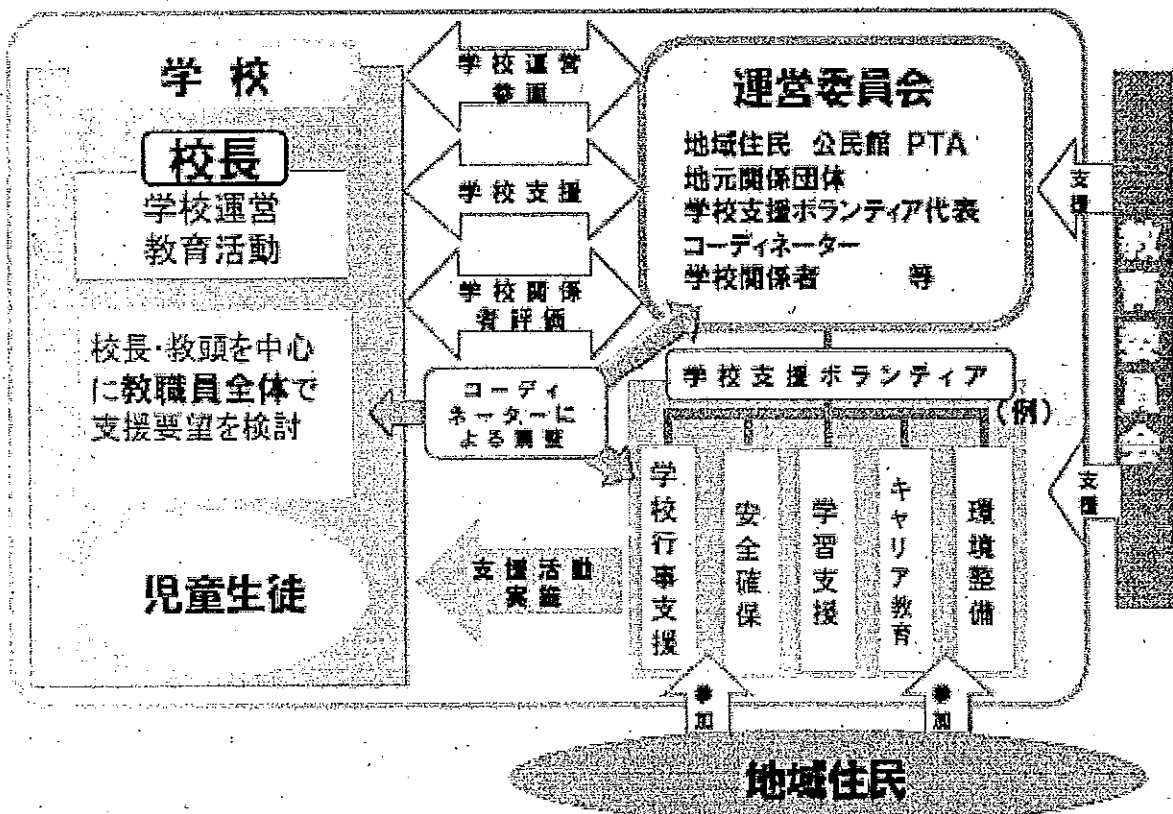 学校
校長
学校運営
教育活動
校長・教頭を中心
に教職員全体で
支援要望を検討
児童生徒
学校運営
参画
学校支援
学校関係
者評価
コーディ
ネーターに
よる調整
支援活動
実施
運営委員会
地域住民 公民館 PTA
地元関係団体
学校支援ボランティア代表
コーディネーター
学校関係者 等
学校支援ボランティア
(例)
学校行事支援
安全確保
学習支援
キャリア教育
環境整備
支援
支援
教育委員会
参加
参加
地域住民